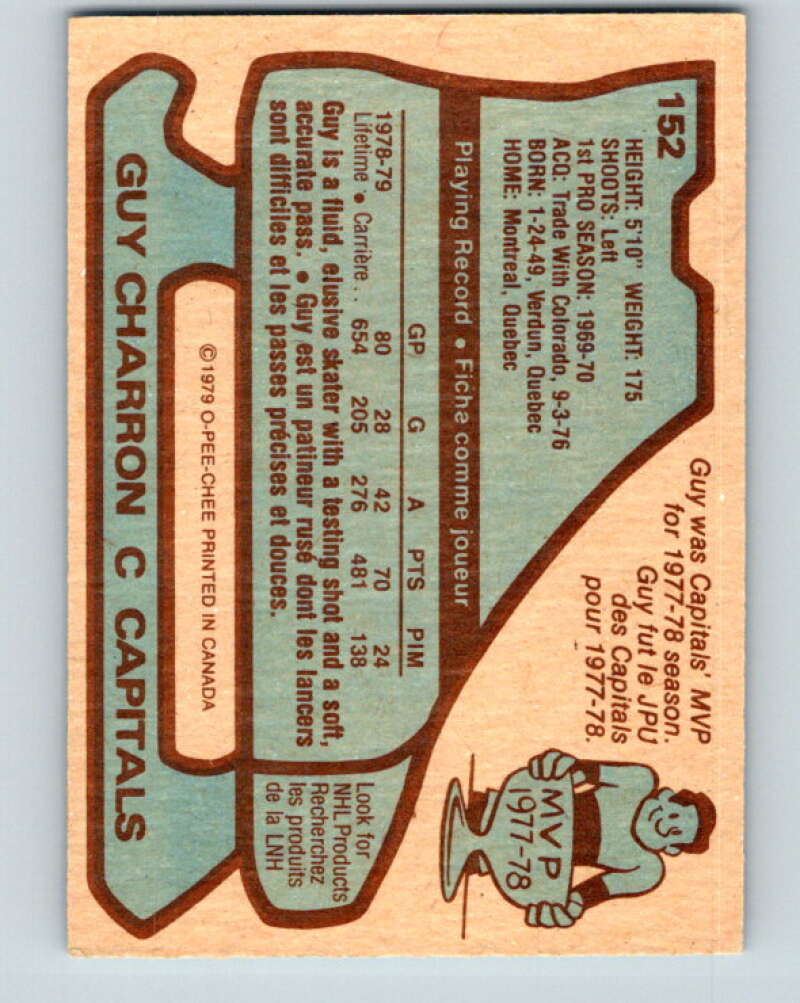 152
HEIGHT: 5'10" WEIGHT: 175
SHOOTS: Left
1st PRO SEASON: 1969-70
ACQ: Trade With Colorado, 9-3-76
BORN: 1-24-49, Verdun, Quebec
HOME: Montreal, Quebec
Guy was Capitals' MVP
for 1977-78 season.
Guy fut le JPU
des Capitals
pour 1977-78.
MVP
1977-78
Playing Record • Fiche comme joueur
GP G A PTS PIM
1978-79 80 28 42 70 24
Lifetime • Carrière . . 654 205 276 481 138
Guy is a fluid, elusive skater with a testing shot and a soft,
accurate pass. • Guy est un patineur rusé dont les lancers
sont difficiles et les passes précises et douces.
Look for
NHL Products
Recherchez
les produits
de la LNH
©1979 O-PEE-CHEE PRINTED IN CANADA
GUY CHARRON C CAPITALS